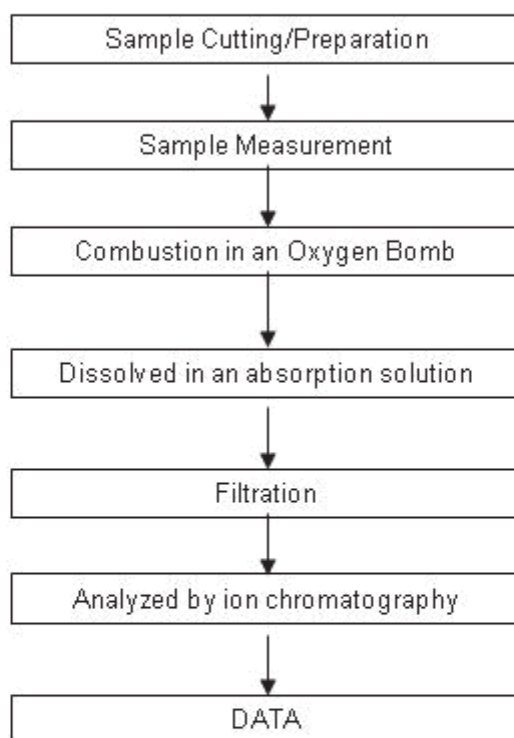 Sample Cutting/Preparation
Sample Measurement
Combustion in an Oxygen Bomb
Dissolved in an absorption solution
Filtration
Analyzed by ion chromatography
DATA